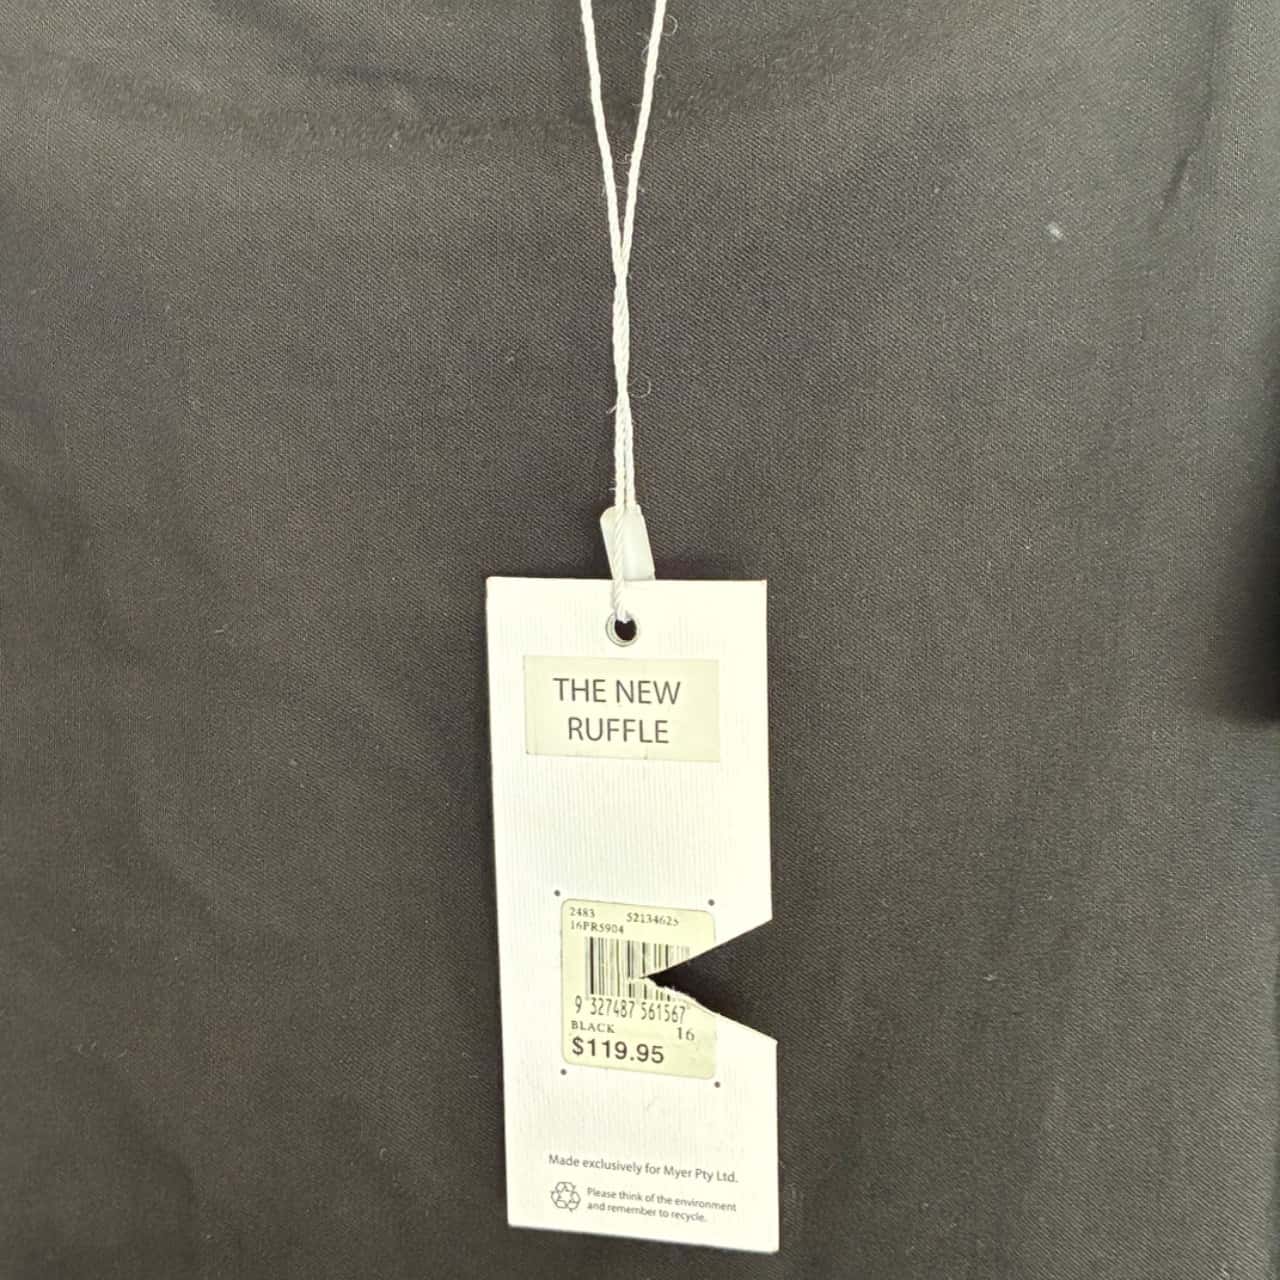 THE NEW
RUFFLE
2483 52134625
16PR5904
9 327487 561567
BLACK 16
$119.95
Made exclusively for Myer Pty Ltd.
Please think of the environment
and remember to recycle.